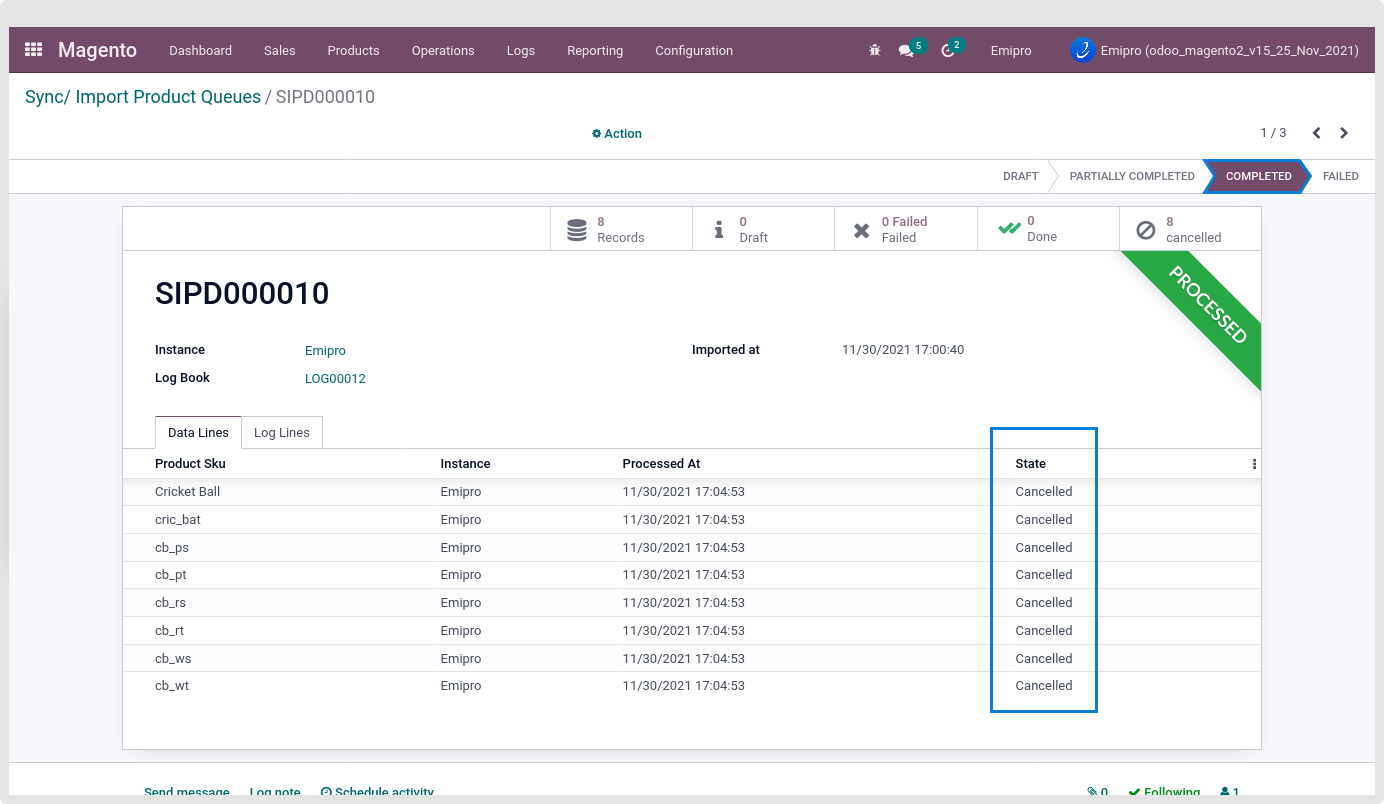 Magento Dashboard Sales Products Operations Logs Reporting Configuration 5 2 Emipro Emipro (odoo_magento2_v15_25_Nov_2021)
Sync/ Import Product Queues / SIPD000010
Action 1 / 3
DRAFT PARTIALLY COMPLETED COMPLETED FAILED
8 Records
0 Draft
0 Failed Failed
0 Done
8 cancelled
PROCESSED
SIPD000010
Instance Emipro Imported at 11/30/2021 17:00:40
Log Book LOG00012
Data Lines Log Lines
Product Sku Instance Processed At State
Cricket Ball Emipro 11/30/2021 17:04:53 Cancelled
cric_bat Emipro 11/30/2021 17:04:53 Cancelled
cb_ps Emipro 11/30/2021 17:04:53 Cancelled
cb_pt Emipro 11/30/2021 17:04:53 Cancelled
cb_rs Emipro 11/30/2021 17:04:53 Cancelled
cb_rt Emipro 11/30/2021 17:04:53 Cancelled
cb_ws Emipro 11/30/2021 17:04:53 Cancelled
cb_wt Emipro 11/30/2021 17:04:53 Cancelled
Send message Log note Schedule activity 0 Following 1